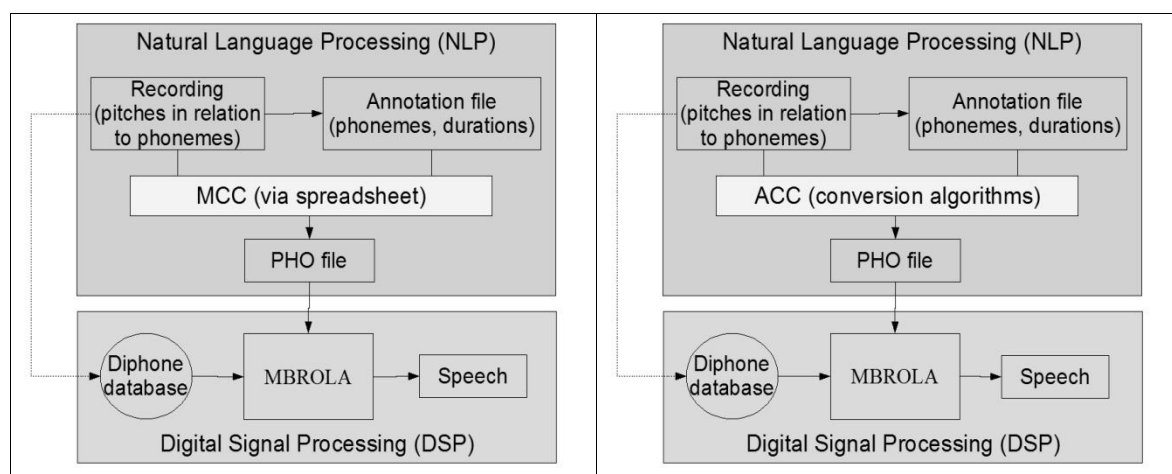 Natural Language Processing (NLP)
Recording
(pitches in relation
to phonemes)
Annotation file
(phonemes, durations)
MCC (via spreadsheet)
PHO file
Diphone
database
MBROLA
Speech
Digital Signal Processing (DSP)
Natural Language Processing (NLP)
Recording
(pitches in relation
to phonemes)
Annotation file
(phonemes, durations)
ACC (conversion algorithms)
PHO file
Diphone
database
MBROLA
Speech
Digital Signal Processing (DSP)